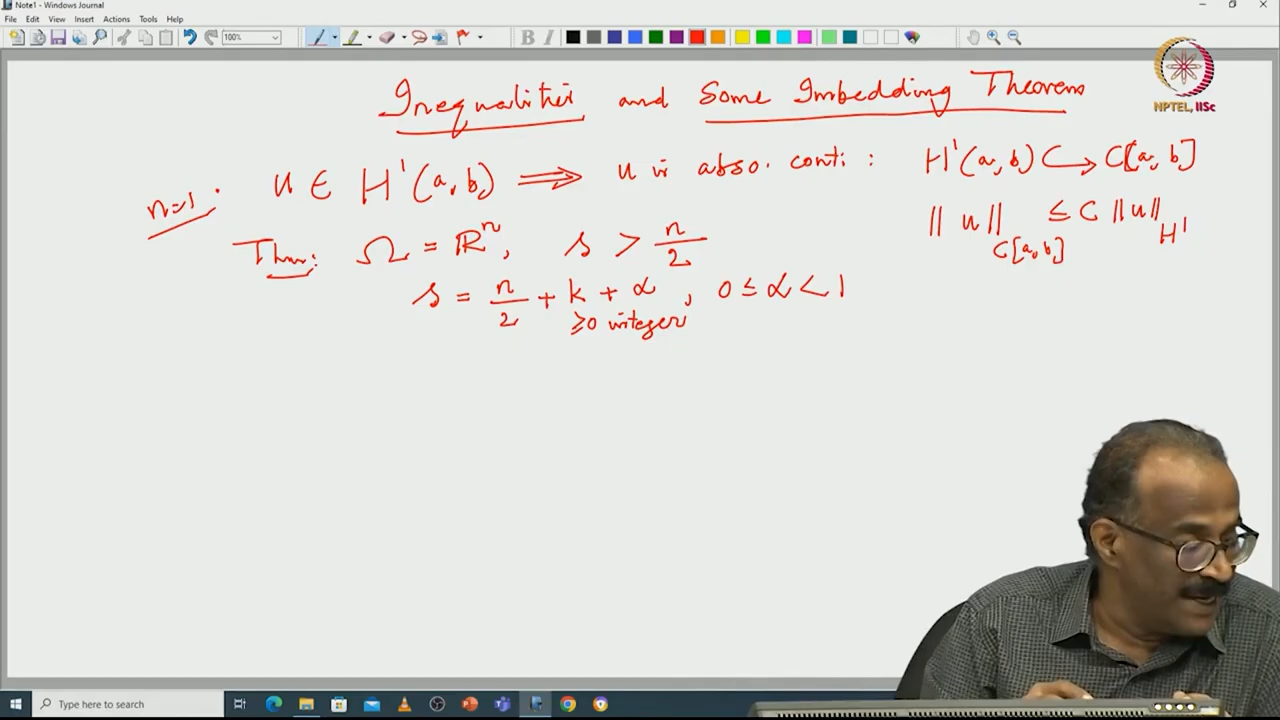 Note1 - Windows Journal
File Edit View Insert Actions Tools Help
100%
B I
Inequalities and Some Imbedding Theorems
NPTEL, IISc
n=1. u ∈ H¹(a, b) ⟹ u is abso. conti : H¹(a, b) ↪ C[a, b]
‖u‖_{C[a, b]} ≤ C ‖u‖_{H¹}
Thm: Ω = ℝⁿ, s > n/2
s = n/2 + k + α, 0 ≤ α < 1
≥0 integer
Type here to search